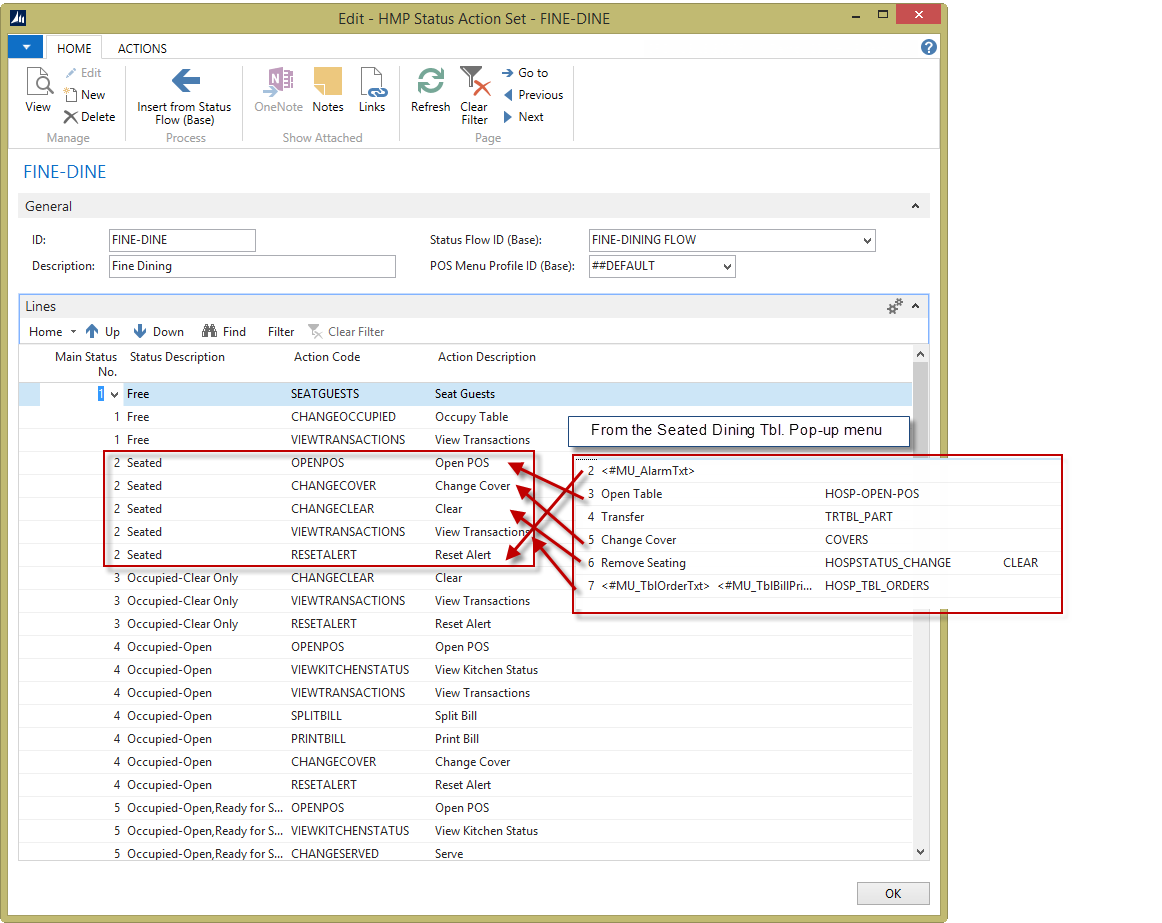 Edit - HMP Status Action Set - FINE-DINE
HOME ACTIONS
View
Edit
New
Delete
Manage
Insert from Status
Flow (Base)
Process
OneNote Notes Links
Show Attached
Refresh Clear
Filter
Go to
Previous
Next
Page
FINE-DINE
General
ID: FINE-DINE Status Flow ID (Base): FINE-DINING FLOW
Description: Fine Dining POS Menu Profile ID (Base): ##DEFAULT
Lines
Home Up Down Find Filter Clear Filter
Main Status
No. Status Description Action Code Action Description
1 Free SEATGUESTS Seat Guests
1 Free CHANGEOCCUPIED Occupy Table
1 Free VIEWTRANSACTIONS View Transactions
2 Seated OPENPOS Open POS
2 Seated CHANGECOVER Change Cover
2 Seated CHANGECLEAR Clear
2 Seated VIEWTRANSACTIONS View Transactions
2 Seated RESETALERT Reset Alert
3 Occupied-Clear Only CHANGECLEAR Clear
3 Occupied-Clear Only VIEWTRANSACTIONS View Transactions
3 Occupied-Clear Only RESETALERT Reset Alert
4 Occupied-Open OPENPOS Open POS
4 Occupied-Open VIEWKITCHENSTATUS View Kitchen Status
4 Occupied-Open VIEWTRANSACTIONS View Transactions
4 Occupied-Open SPLITBILL Split Bill
4 Occupied-Open PRINTBILL Print Bill
4 Occupied-Open CHANGECOVER Change Cover
4 Occupied-Open RESETALERT Reset Alert
5 Occupied-Open,Ready for S... OPENPOS Open POS
5 Occupied-Open,Ready for S... VIEWKITCHENSTATUS View Kitchen Status
5 Occupied-Open,Ready for S... CHANGESERVED Serve
From the Seated Dining Tbl. Pop-up menu
2 <#MU_AlarmTxt>
3 Open Table HOSP-OPEN-POS
4 Transfer TRTBL_PART
5 Change Cover COVERS
6 Remove Seating HOSPSTATUS_CHANGE CLEAR
7 <#MU_TblOrderTxt> <#MU_TblBillPri... HOSP_TBL_ORDERS
OK